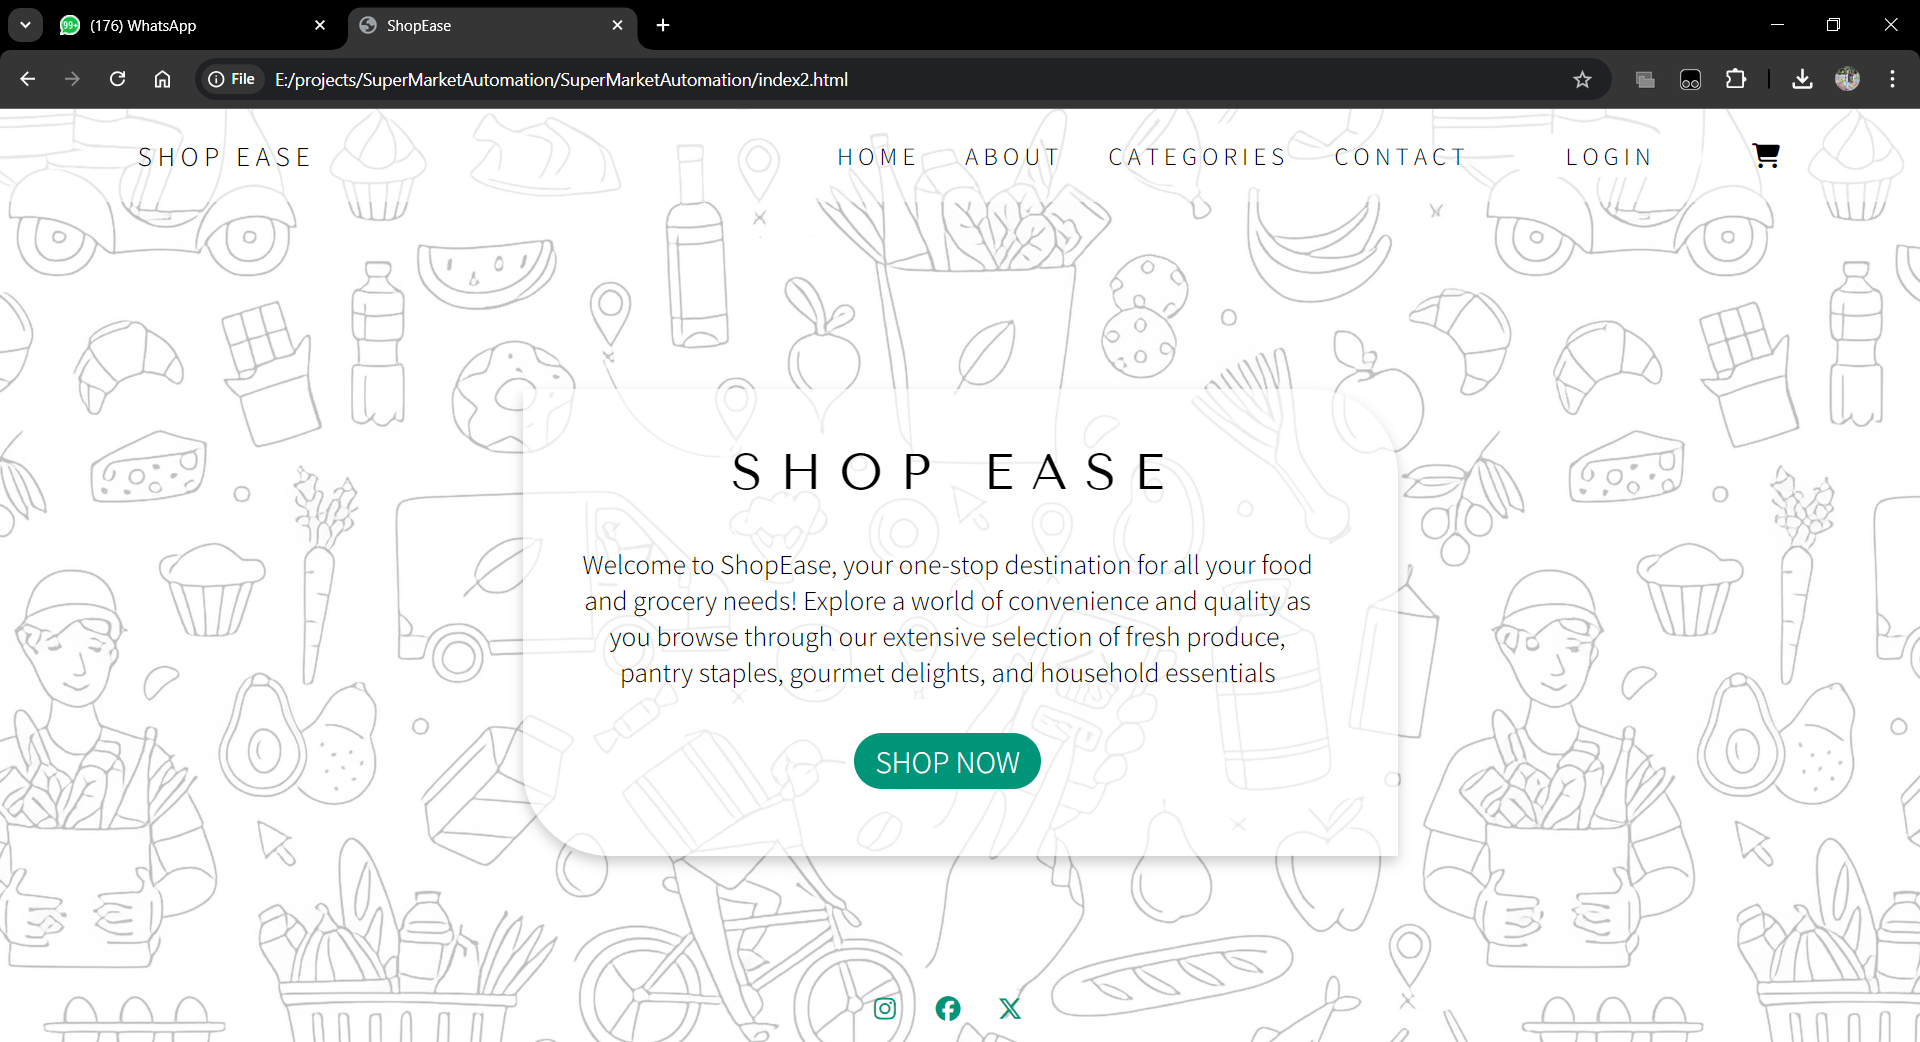 (176) WhatsApp
ShopEase
File
E:/projects/SuperMarketAutomation/SuperMarketAutomation/index2.html
SHOP EASE
HOME
ABOUT
CATEGORIES
CONTACT
LOGIN
SHOP EASE
Welcome to ShopEase, your one-stop destination for all your food
and grocery needs! Explore a world of convenience and quality as
you browse through our extensive selection of fresh produce,
pantry staples, gourmet delights, and household essentials
SHOP NOW